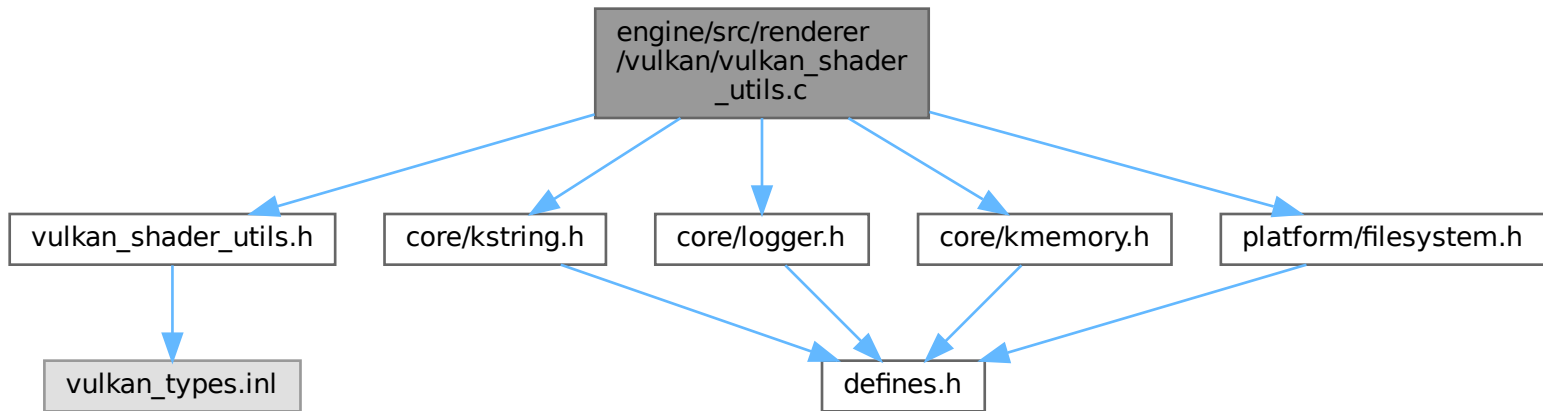 engine/src/renderer
/vulkan/vulkan_shader
_utils.c
vulkan_shader_utils.h
core/kstring.h
core/logger.h
core/kmemory.h
platform/filesystem.h
vulkan_types.inl
defines.h